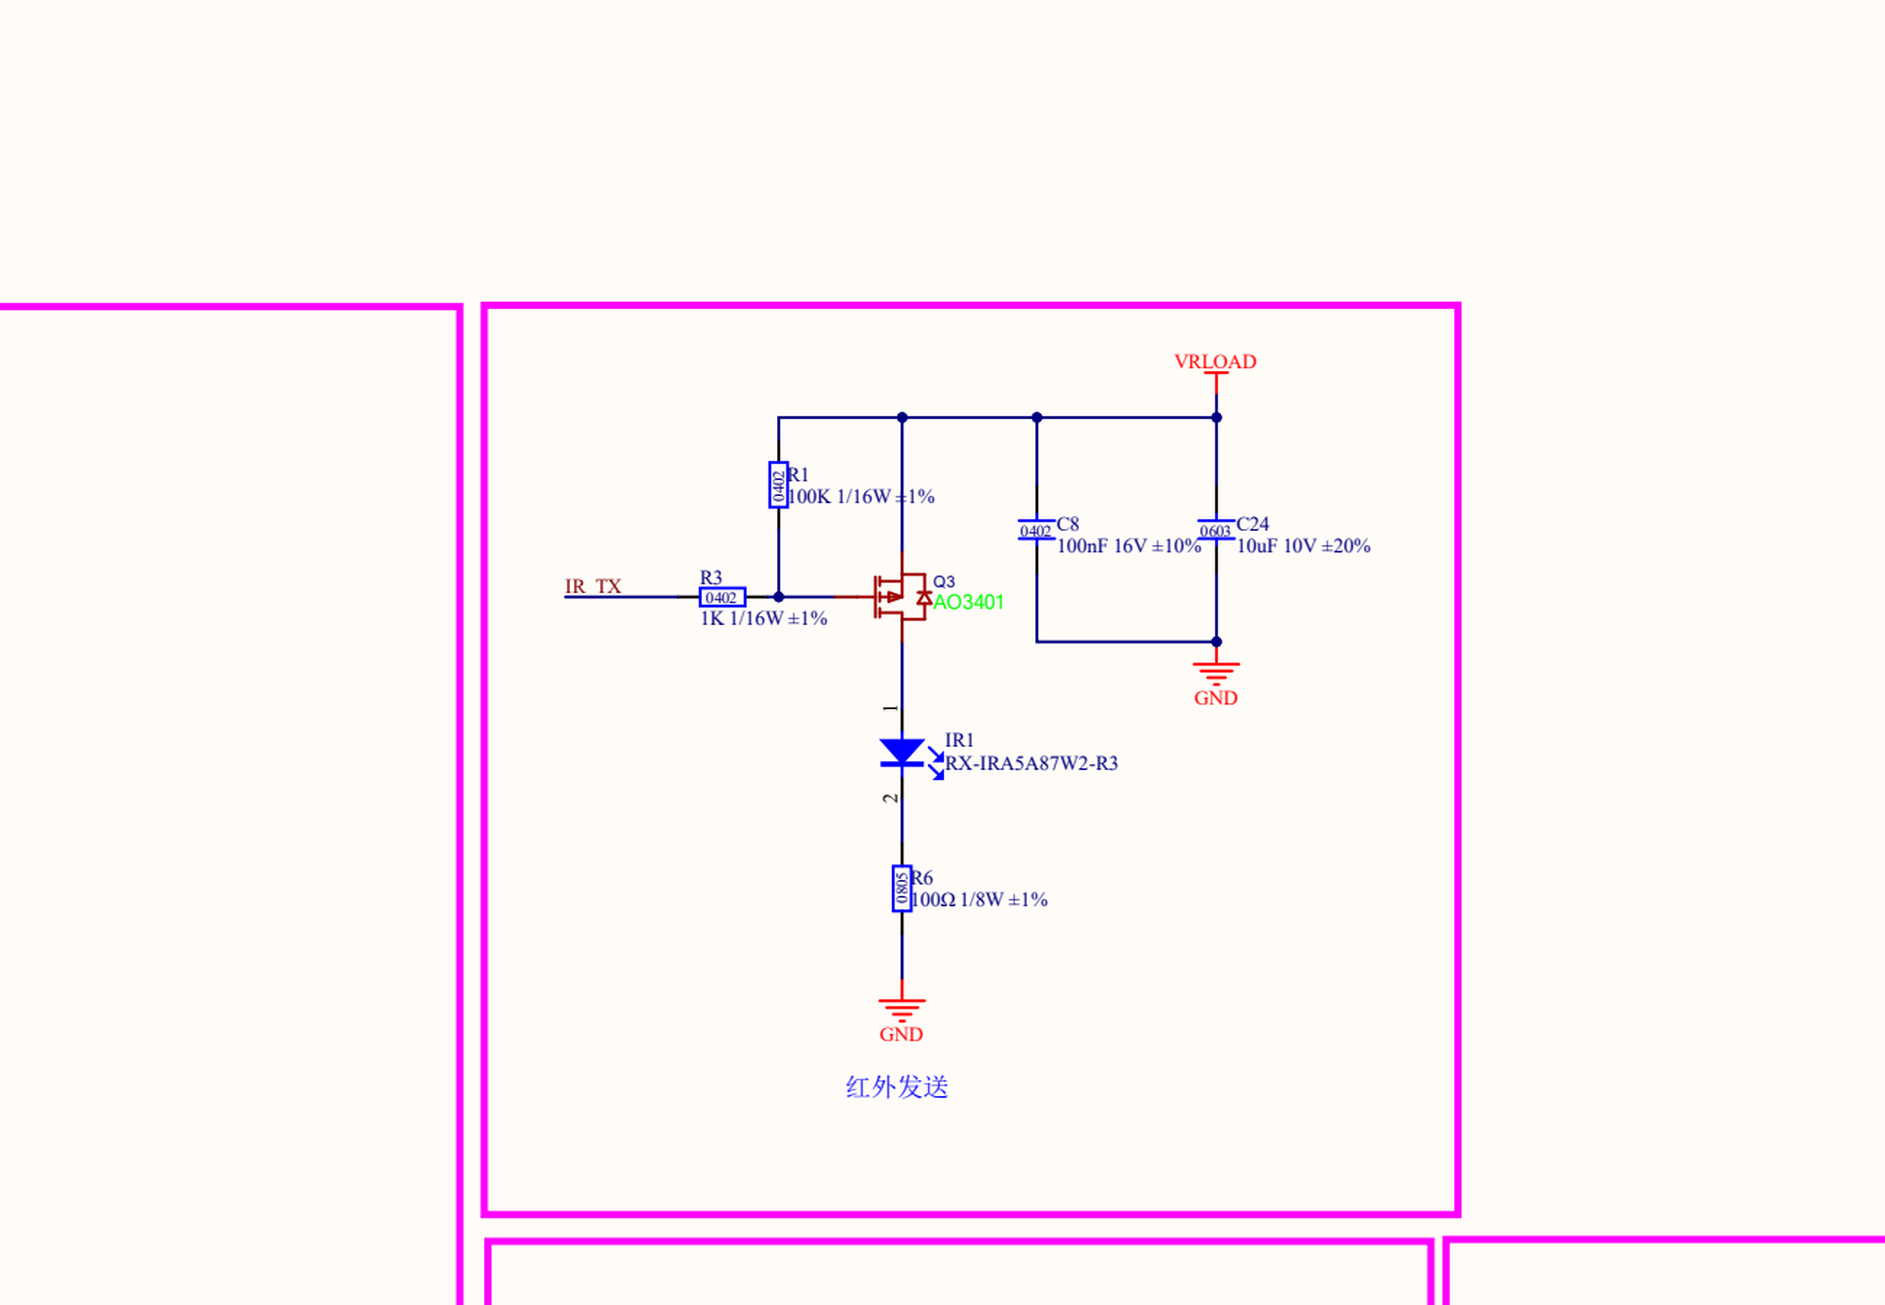 VRLOAD
0402
R1
100K 1/16W ±1%
0402
C8
100nF 16V ±10%
0603
C24
10uF 10V ±20%
IR_TX
R3
0402
1K 1/16W ±1%
Q3
AO3401
GND
1
IR1
RX-IRA5A87W2-R3
2
0805
R6
100Ω 1/8W ±1%
GND
红外发送